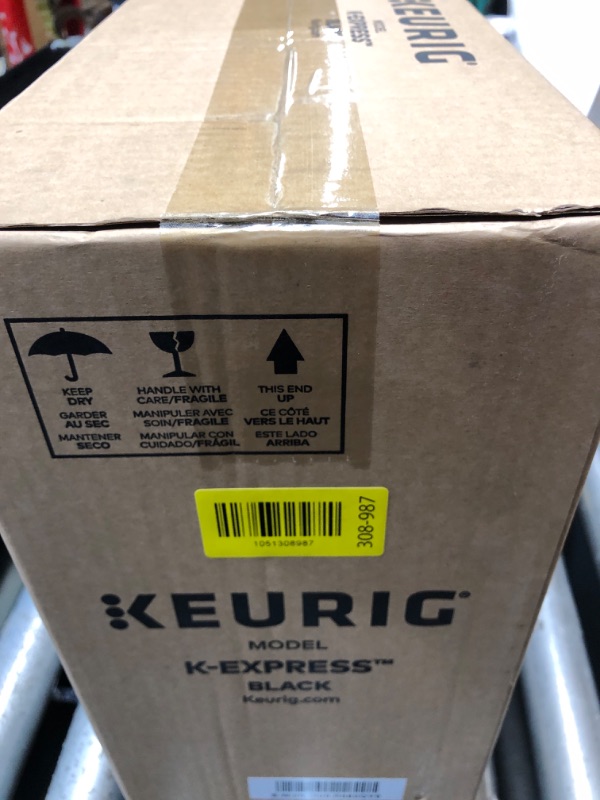 KEURIG
K-EXPRESS™
KEEP
DRY
GARDER
AU SEC
MANTENER
SECO
HANDLE WITH
CARE/FRAGILE
MANIPULER AVEC
SOIN/FRAGILE
MANIPULAR CON
CUIDADO/FRÁGIL
THIS END
UP
CE CÔTÉ
VERS LE HAUT
ESTE LADO
ARRIBA
1051308987
308-987
KEURIG®
MODEL
K-EXPRESS™
BLACK
Keurig.com